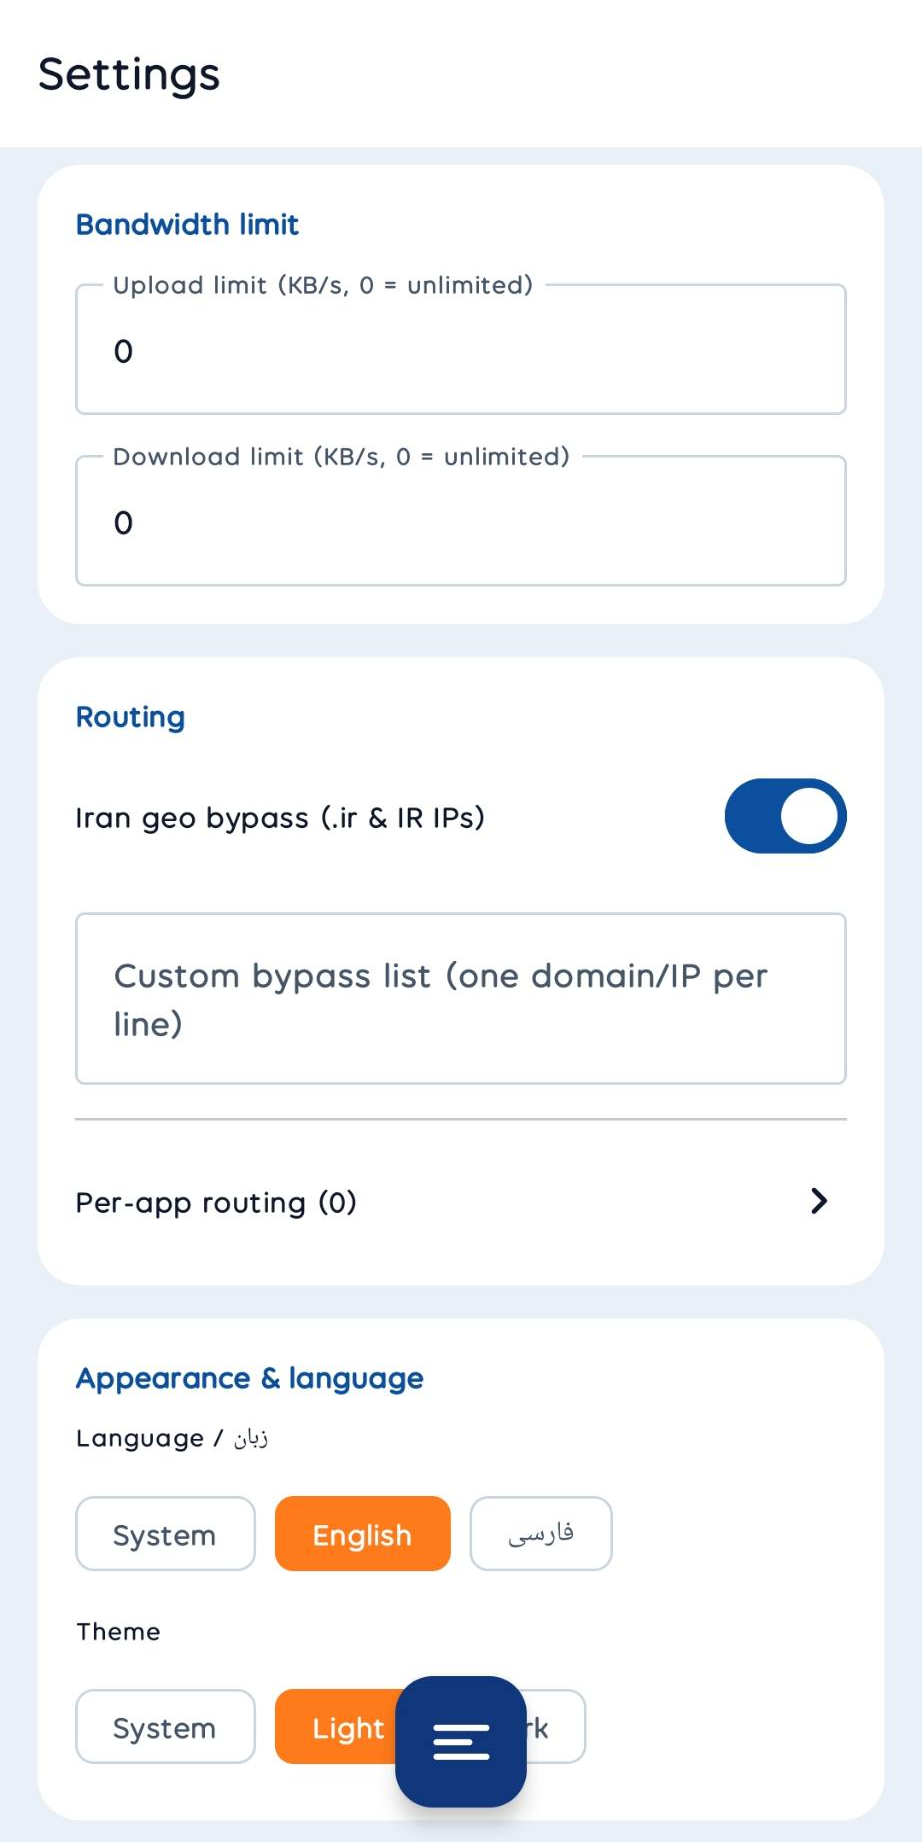 Settings
Bandwidth limit
Upload limit (KB/s, 0 = unlimited)
0
Download limit (KB/s, 0 = unlimited)
0
Routing
Iran geo bypass (.ir & IR IPs)
Custom bypass list (one domain/IP per
line)
Per-app routing (0)
Appearance & language
Language / زبان
System English فارسی
Theme
System Light